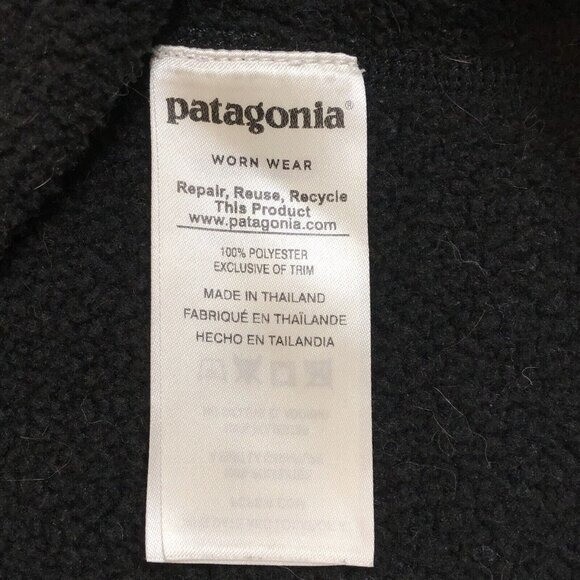 patagonia®
WORN WEAR
Repair, Reuse, Recycle
This Product
www.patagonia.com
100% POLYESTER
EXCLUSIVE OF TRIM
MADE IN THAILAND
FABRIQUÉ EN THAÏLANDE
HECHO EN TAILANDIA